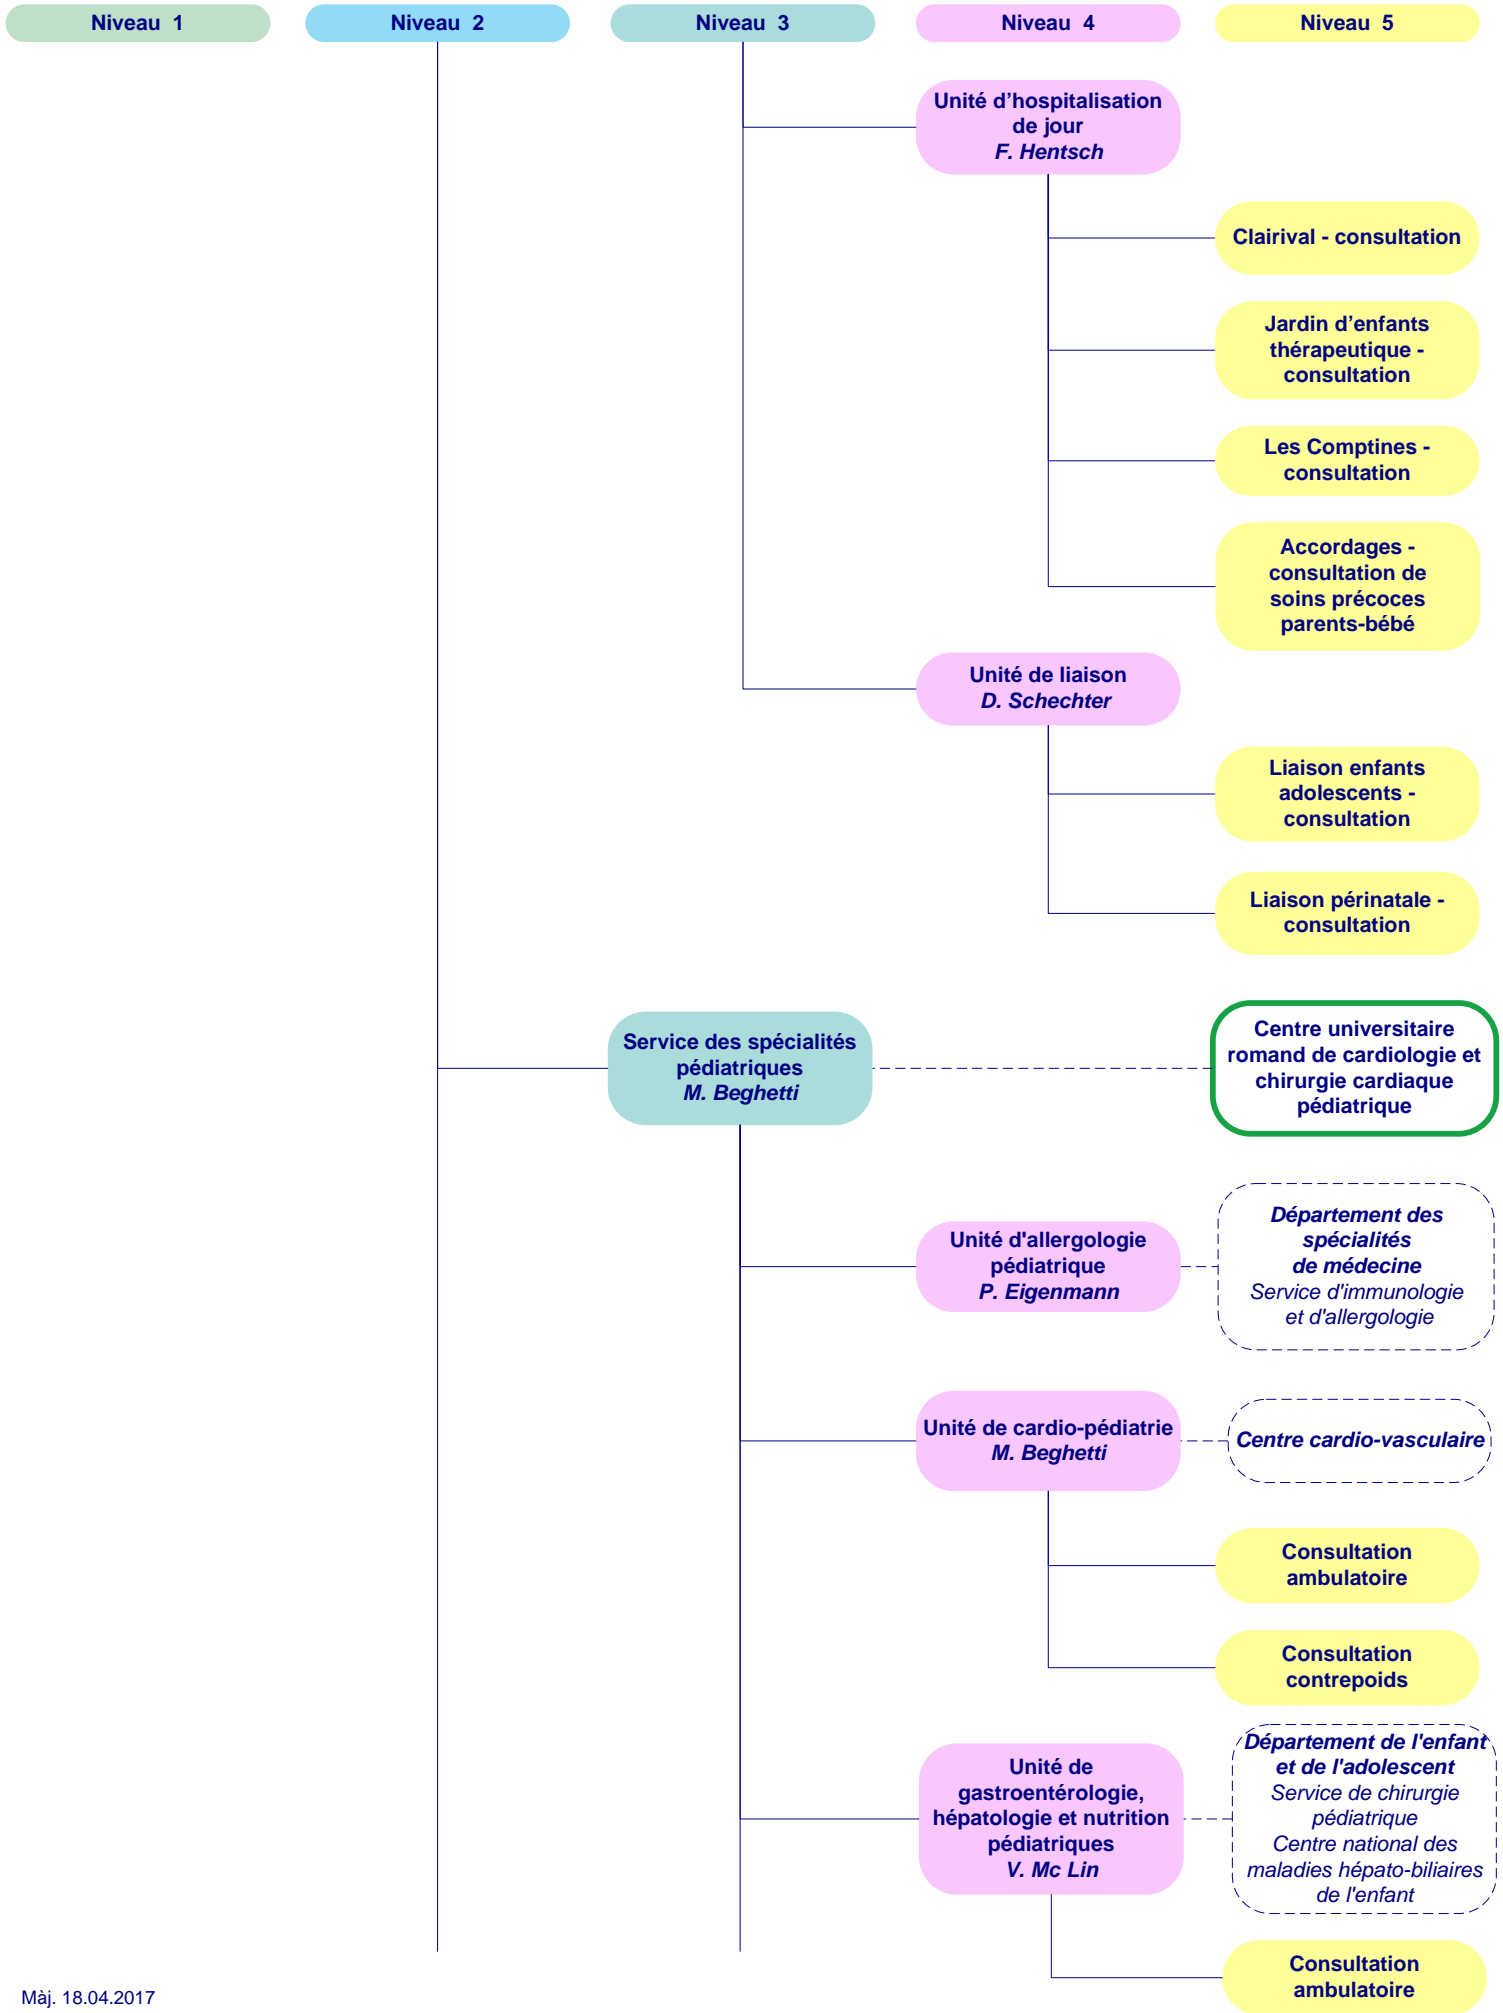 Niveau 1
Niveau 2
Niveau 3
Niveau 4
Niveau 5
Unité d’hospitalisation
de jour
F. Hentsch
Clairival - consultation
Jardin d’enfants
thérapeutique -
consultation
Les Comptines -
consultation
Accordages -
consultation de
soins précoces
parents-bébé
Unité de liaison
D. Schechter
Liaison enfants
adolescents -
consultation
Liaison périnatale -
consultation
Service des spécialités
pédiatriques
M. Beghetti
Centre universitaire
romand de cardiologie et
chirurgie cardiaque
pédiatrique
Unité d'allergologie
pédiatrique
P. Eigenmann
Département des
spécialités
de médecine
Service d'immunologie
et d'allergologie
Unité de cardio-pédiatrie
M. Beghetti
Centre cardio-vasculaire
Consultation
ambulatoire
Consultation
contrepoids
Unité de
gastroentérologie,
hépatologie et nutrition
pédiatriques
V. Mc Lin
Département de l'enfant
et de l'adolescent
Service de chirurgie
pédiatrique
Centre national des
maladies hépato-biliaires
de l'enfant
Consultation
ambulatoire
Màj. 18.04.2017